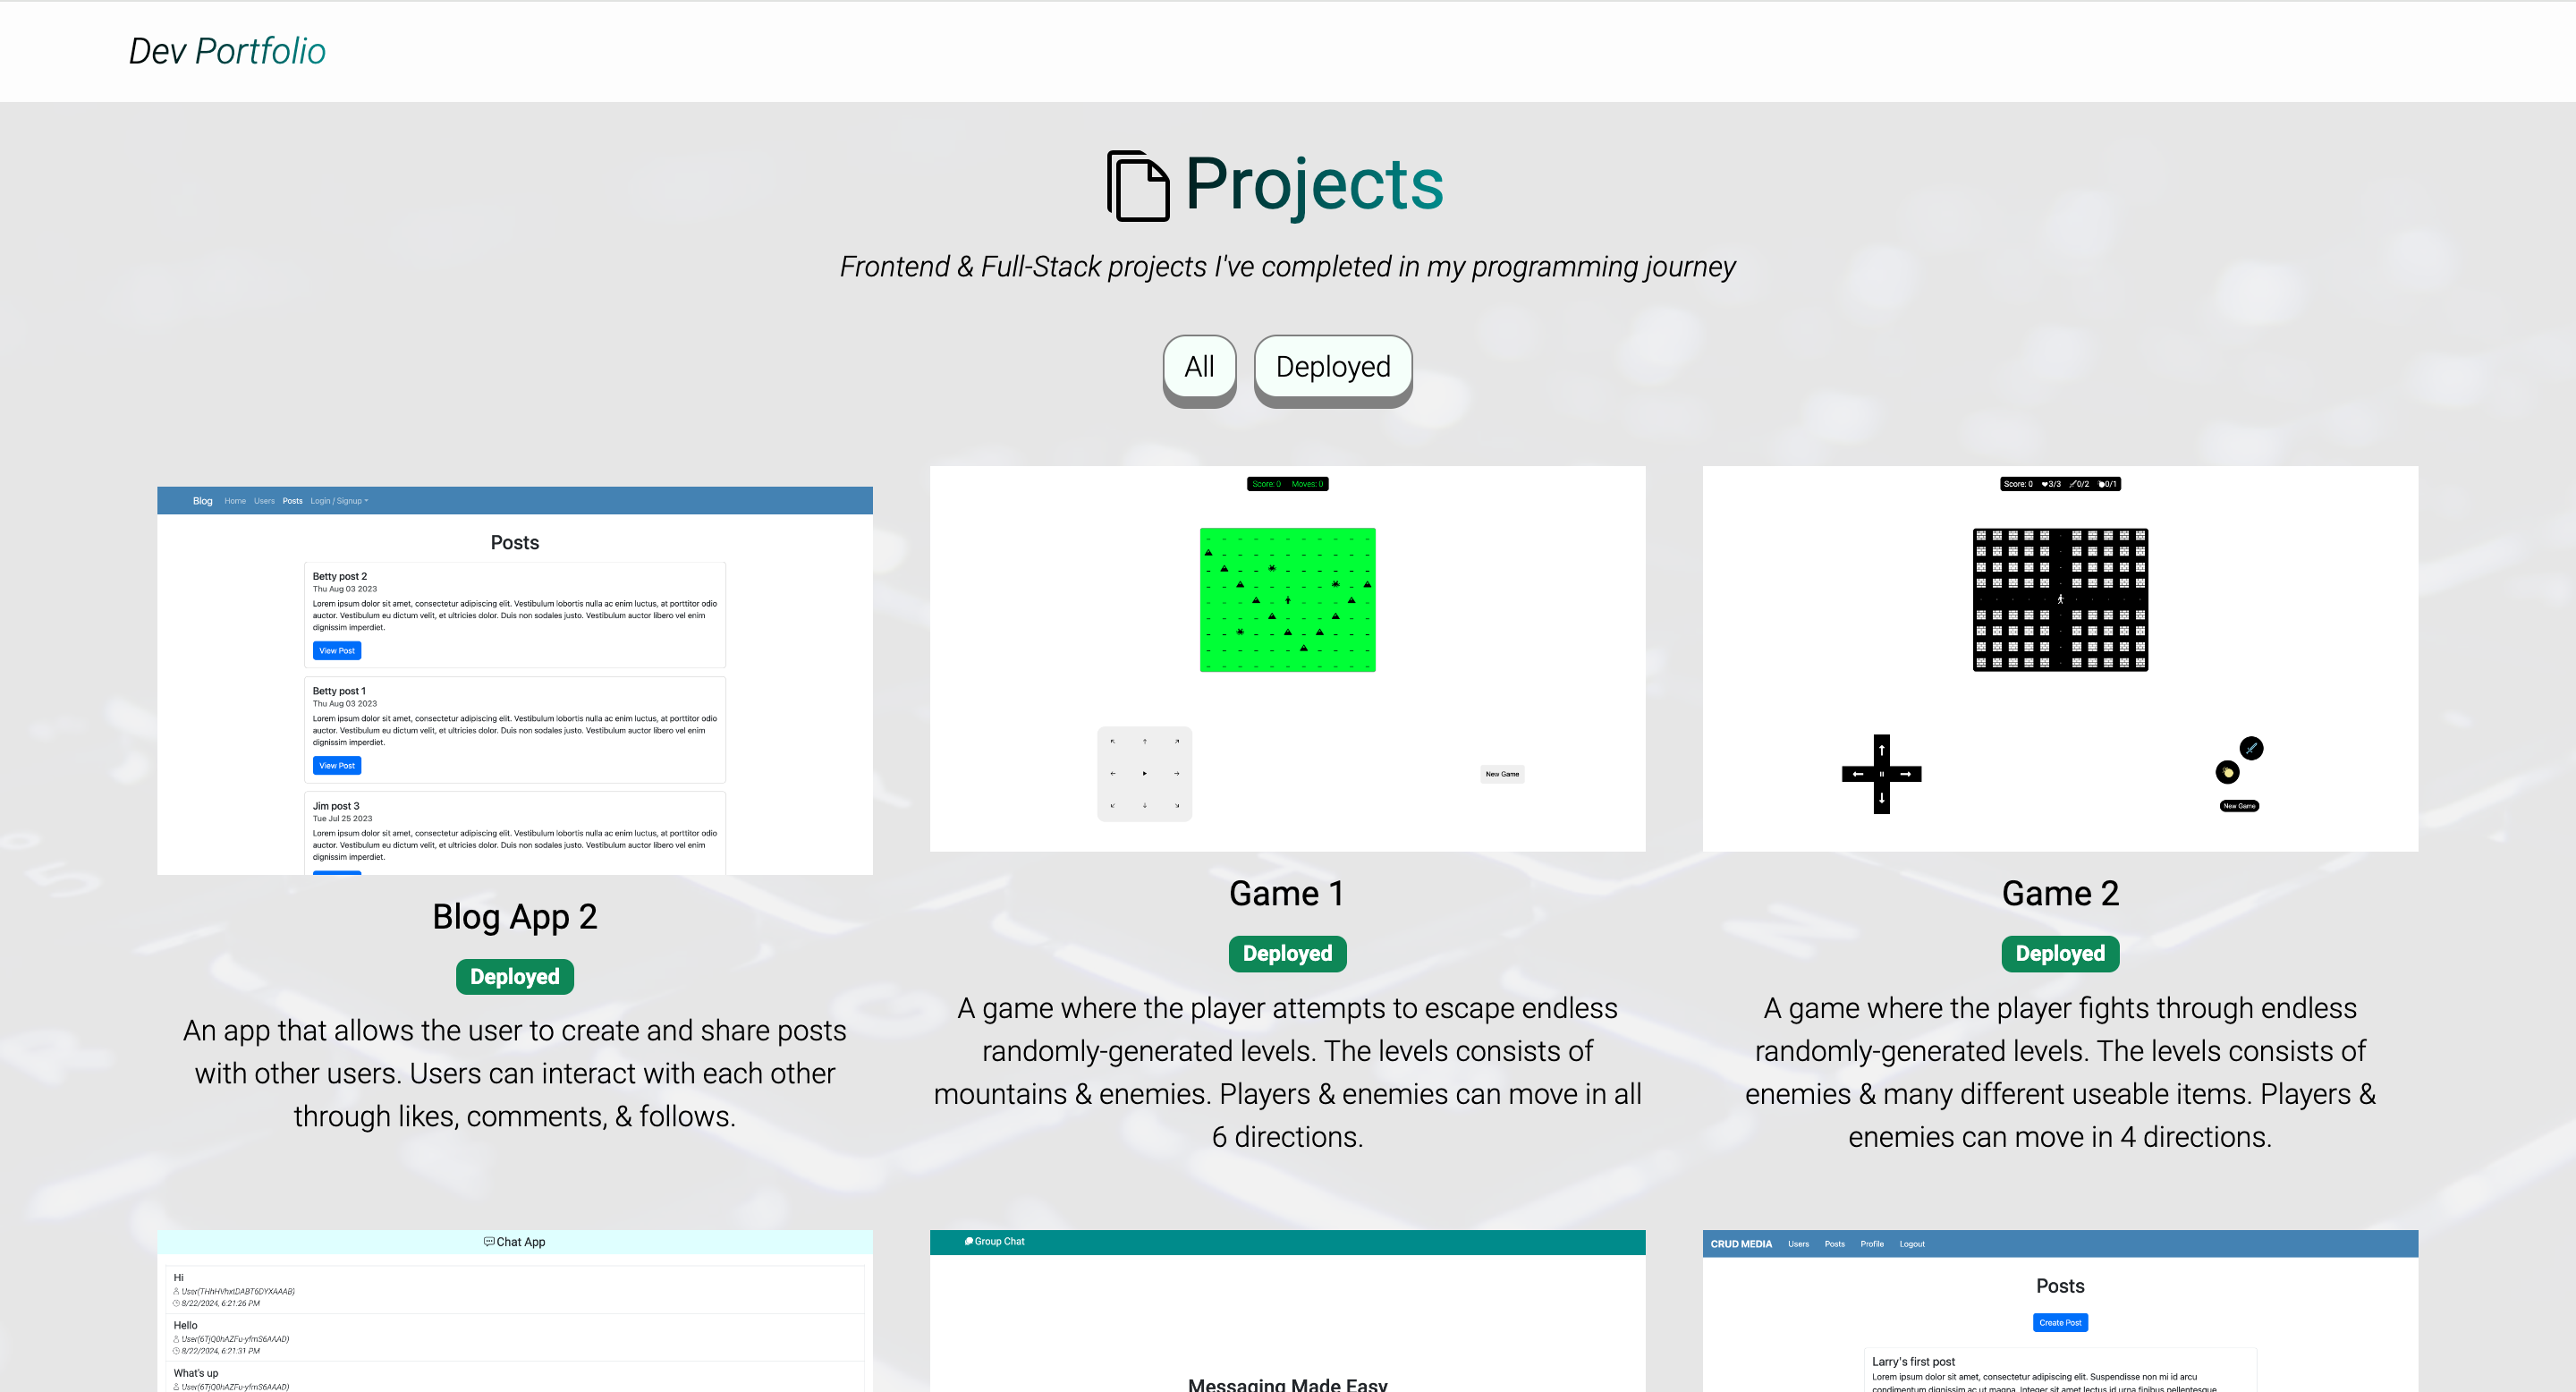 Dev Portfolio
Projects
Frontend & Full-Stack projects I've completed in my programming journey
All
Deployed
Blog Home Users Posts Login / Signup
Posts
Betty post 2
Thu Aug 03 2023
Lorem ipsum dolor sit amet, consectetur adipiscing elit. Vestibulum lobortis nulla ac enim luctus, at porttitor odio
auctor. Vestibulum eu dictum velit, et ultricies dolor. Duis non sodales justo. Vestibulum auctor libero vel enim
dignissim imperdiet.
View Post
Betty post 1
Thu Aug 03 2023
Lorem ipsum dolor sit amet, consectetur adipiscing elit. Vestibulum lobortis nulla ac enim luctus, at porttitor odio
auctor. Vestibulum eu dictum velit, et ultricies dolor. Duis non sodales justo. Vestibulum auctor libero vel enim
dignissim imperdiet.
View Post
Jim post 3
Tue Jul 25 2023
Lorem ipsum dolor sit amet, consectetur adipiscing elit. Vestibulum lobortis nulla ac enim luctus, at porttitor odio
auctor. Vestibulum eu dictum velit, et ultricies dolor. Duis non sodales justo. Vestibulum auctor libero vel enim
dignissim imperdiet.
Blog App 2
Deployed
An app that allows the user to create and share posts
with other users. Users can interact with each other
through likes, comments, & follows.
Score: 0 Moves: 0
New Game
Game 1
Deployed
A game where the player attempts to escape endless
randomly-generated levels. The levels consists of
mountains & enemies. Players & enemies can move in all
6 directions.
Score: 0 3/3 0/2 0/1
New Game
Game 2
Deployed
A game where the player fights through endless
randomly-generated levels. The levels consists of
enemies & many different useable items. Players &
enemies can move in 4 directions.
Chat App
Hi
8/22/2024, 6:21:26 PM
Hello
User(6TjQ0hAZFu-yfmS6AAAD)
8/22/2024, 6:21:31 PM
What's up
User(6TjQ0hAZFu-yfmS6AAAD)
Group Chat
Messaging Made Easy
CRUD MEDIA Users Posts Profile Logout
Posts
Create Post
Larry's first post
Lorem ipsum dolor sit amet, consectetur adipiscing elit. Suspendisse non mi id arcu
condimentum dignissim ac ut magna. Integer sit amet lectus id urna finibus pellentesque